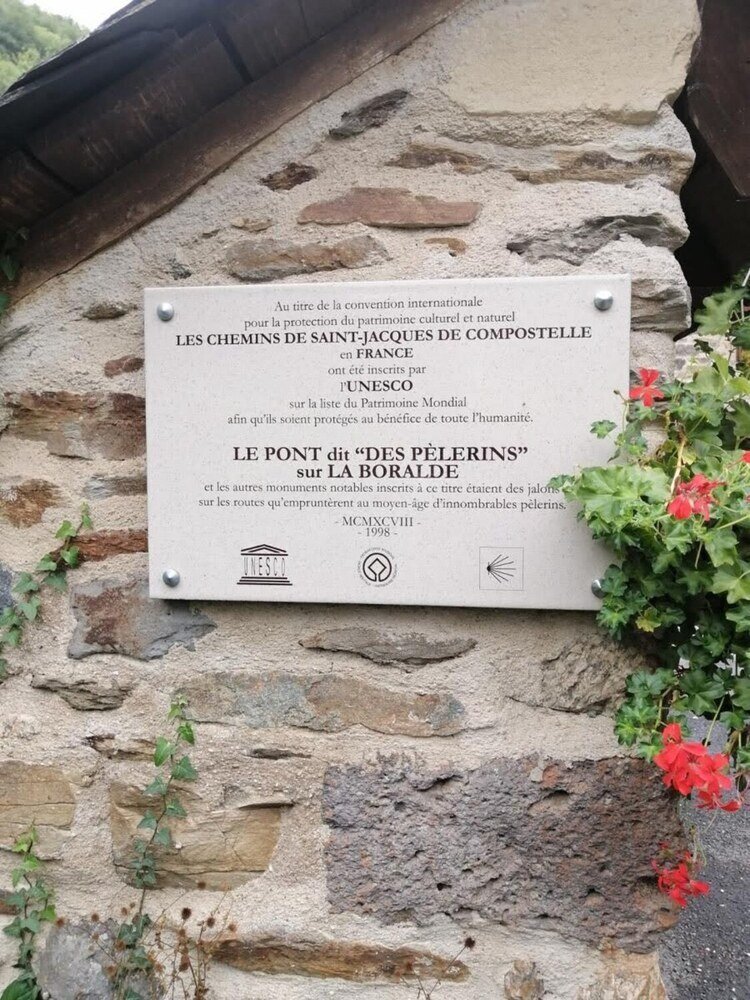 Au titre de la convention internationale
pour la protection du patrimoine culturel et naturel
LES CHEMINS DE SAINT-JACQUES DE COMPOSTELLE
en FRANCE
ont été inscrits par
l'UNESCO
sur la liste du Patrimoine Mondial
afin qu'ils soient protégés au bénéfice de toute l'humanité.
LE PONT dit "DES PÈLERINS"
sur LA BORALDE
et les autres monuments notables inscrits à ce titre étaient des jalons
sur les routes qu'empruntèrent au moyen-âge d'innombrables pèlerins.
- MCMXCVIII -
- 1998 -
UNESCO